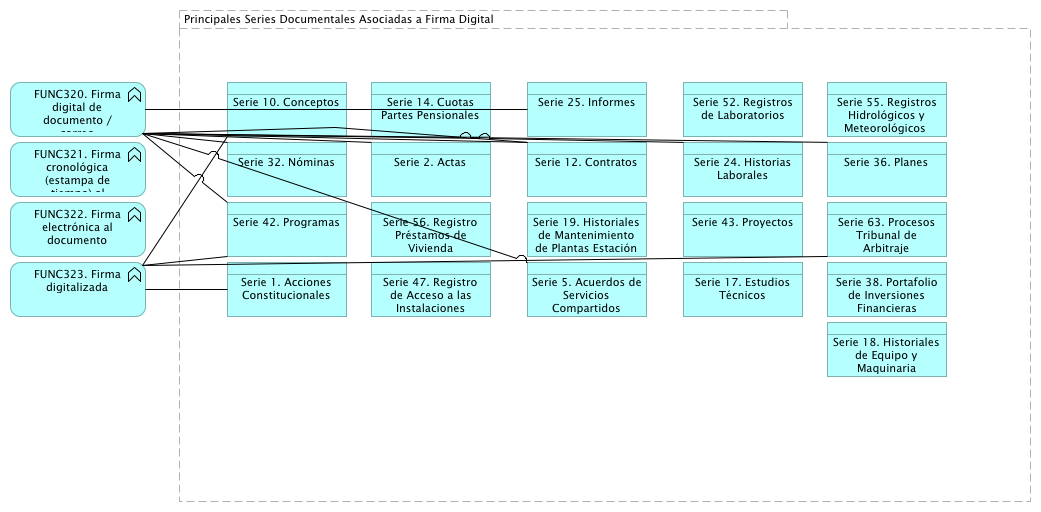 Principales Series Documentales Asociadas a Firma Digital
FUNC320. Firma
digital de
documento /
Serie 10. Conceptos
Serie 14. Cuotas
Partes Pensionales
Serie 25. Informes
Serie 52. Registros
de Laboratorios
Serie 55. Registros
Hidrológicos y
Meteorológicos
FUNC321. Firma
cronológica
(estampa de
tiempo) al
Serie 32. Nóminas
Serie 2. Actas
Serie 12. Contratos
Serie 24. Historias
Laborales
Serie 36. Planes
FUNC322. Firma
electrónica al
documento
Serie 42. Programas
Serie 56. Registro
Préstamos de
Vivienda
Serie 19. Historiales
de Mantenimiento
de Plantas Estación
Serie 43. Proyectos
Serie 63. Procesos
Tribunal de
Arbitraje
FUNC323. Firma
digitalizada
Serie 1. Acciones
Constitucionales
Serie 47. Registro
de Acceso a las
Instalaciones
Serie 5. Acuerdos de
Servicios
Compartidos
Serie 17. Estudios
Técnicos
Serie 38. Portafolio
de Inversiones
Financieras
Serie 18. Historiales
de Equipo y
Maquinaria